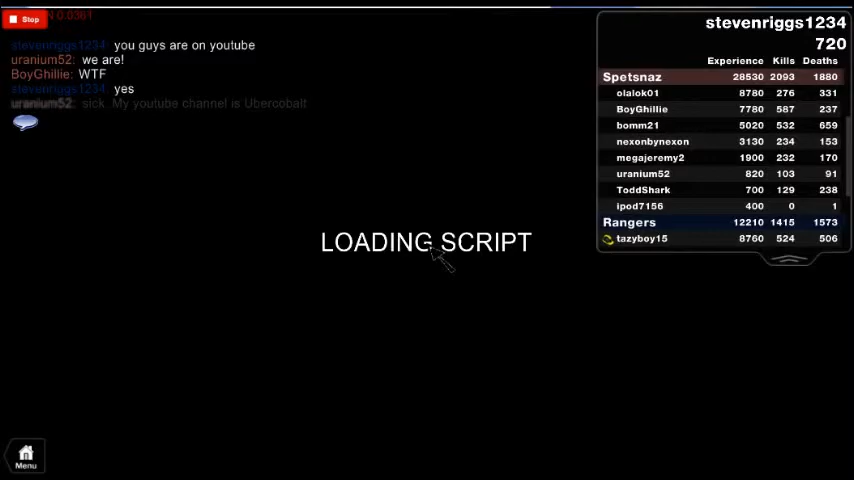 Stop
0.0361
stevenriggs1234: you guys are on youtube
uranium52: we are!
BoyGhillie: WTF
stevenriggs1234: yes
uranium52: sick. My youtube channel is Ubercobalt
stevenriggs1234
720
Experience Kills Deaths
Spetsnaz 28530 2093 1880
olalok01 8780 276 331
BoyGhillie 7780 587 237
bomm21 5020 532 659
nexonbynexon 3130 234 153
megajeremy2 1900 232 170
uranium52 820 103 91
ToddShark 700 129 238
ipod7156 400 0 1
Rangers 12210 1415 1573
tazyboy15 8760 524 506
LOADING SCRIPT
Menu